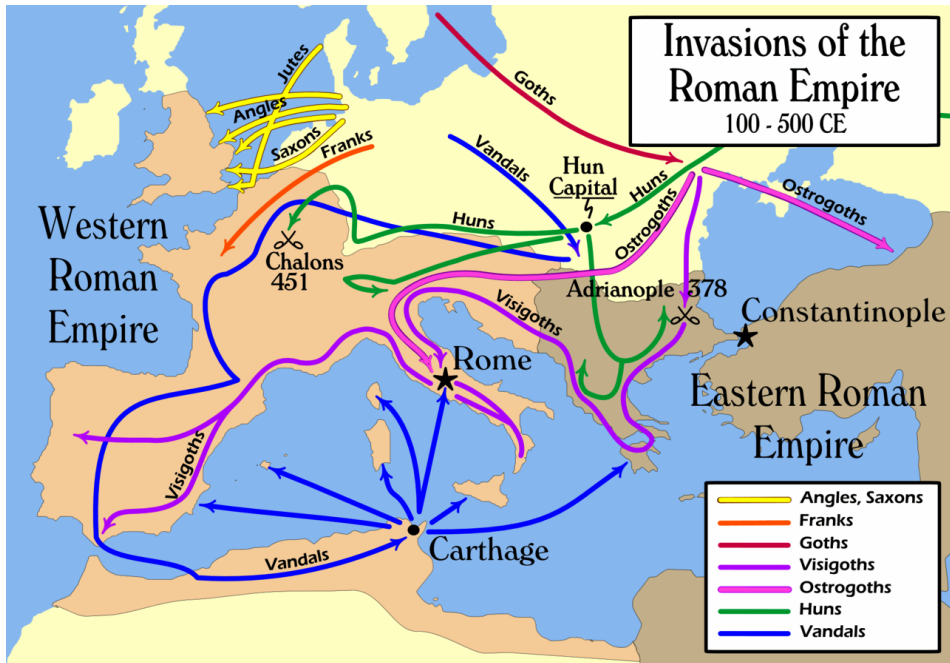 Invasions of the
Roman Empire
100 - 500 CE
Jutes
Angles
Saxons
Franks
Goths
Vandals
Hun
Capital
Huns
Ostrogoths
Ostrogoths
Huns
Western
Roman
Empire
Chalons
451
Adrianople 378
Visigoths
Constantinople
Rome
Eastern Roman
Empire
Visigoths
Carthage
Vandals
Angles, Saxons
Franks
Goths
Visigoths
Ostrogoths
Huns
Vandals